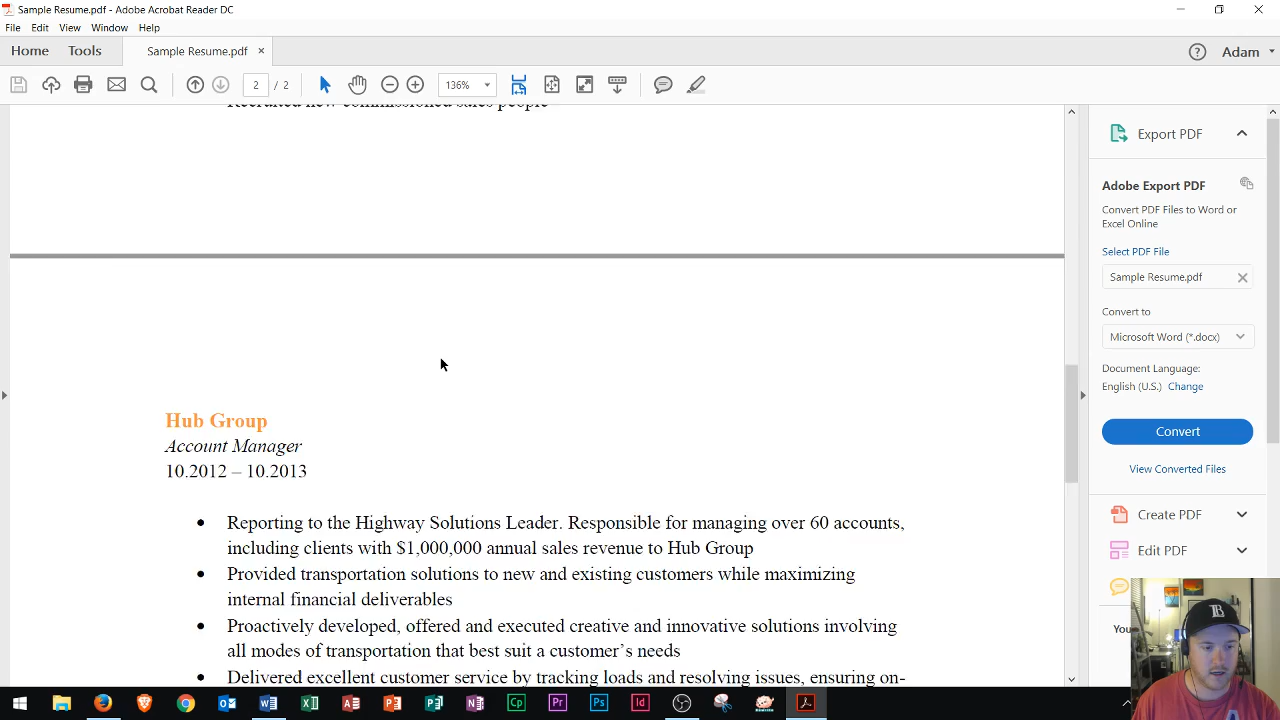 Sample Resume.pdf - Adobe Acrobat Reader DC
File Edit View Window Help
Home Tools Sample Resume.pdf × Adam
2 / 2 136%
Recruited new commissioned sales people
Hub Group
Account Manager
10.2012 – 10.2013
• Reporting to the Highway Solutions Leader. Responsible for managing over 60 accounts,
including clients with $1,000,000 annual sales revenue to Hub Group
• Provided transportation solutions to new and existing customers while maximizing
internal financial deliverables
• Proactively developed, offered and executed creative and innovative solutions involving
all modes of transportation that best suit a customer’s needs
• Delivered excellent customer service by tracking loads and resolving issues, ensuring on-
Export PDF
Adobe Export PDF
Convert PDF Files to Word or
Excel Online
Select PDF File
Sample Resume.pdf
Convert to
Microsoft Word (*.docx)
Document Language:
English (U.S.) Change
Convert
View Converted Files
Create PDF
Edit PDF
You